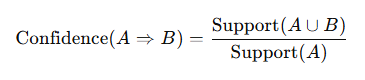 Confidence(A ⇒ B) = Support(A ∪ B) / Support(A)